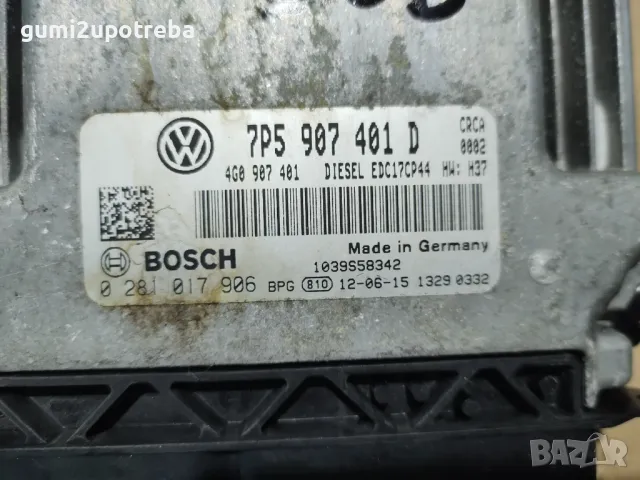 gumi2upotreba
7P5 907 401 D
CRCA
0002
4G0 907 401 DIESEL EDC17CP44 HW: H37
Made in Germany
BOSCH
1039S58342
0 281 017 906 BPG 810 12-06-15 1329 0332
BAZAR